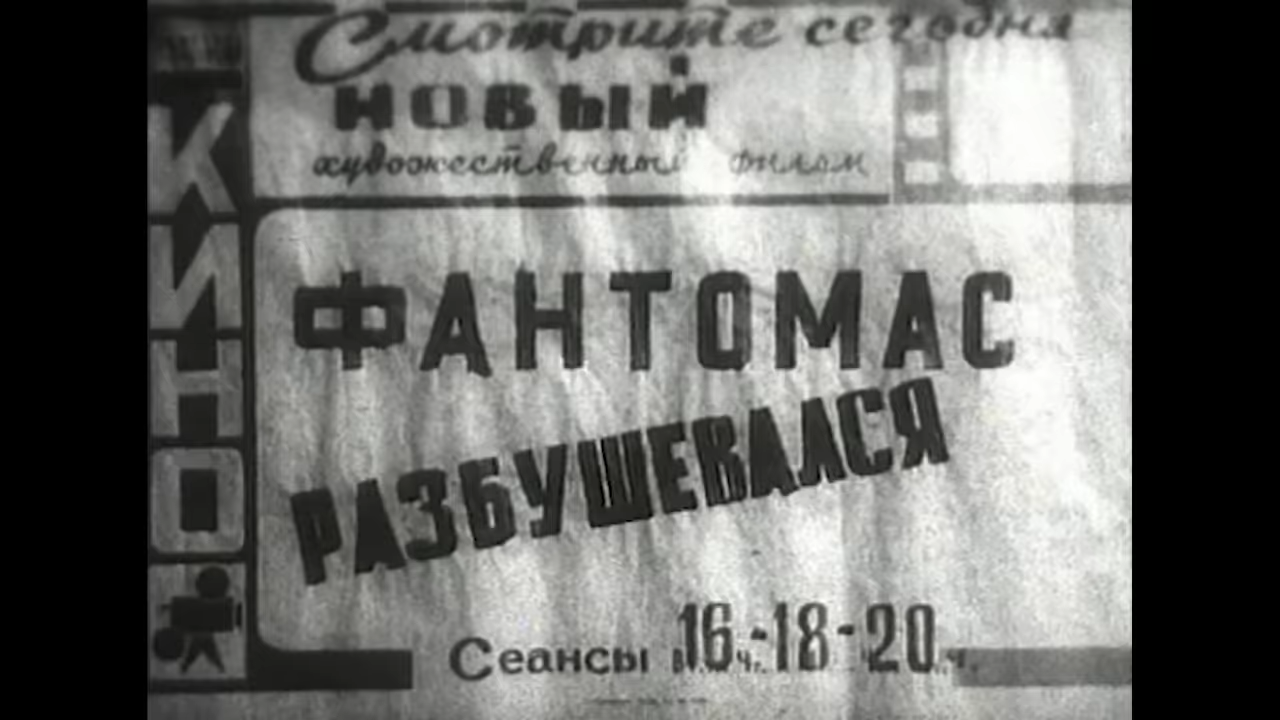 Смотрите сегодня
новый
художественный фильм
КИНО
ФАНТОМАС
РАЗБУШЕВАЛСЯ
Сеансы в 16 ч. - 18 - 20 ч.